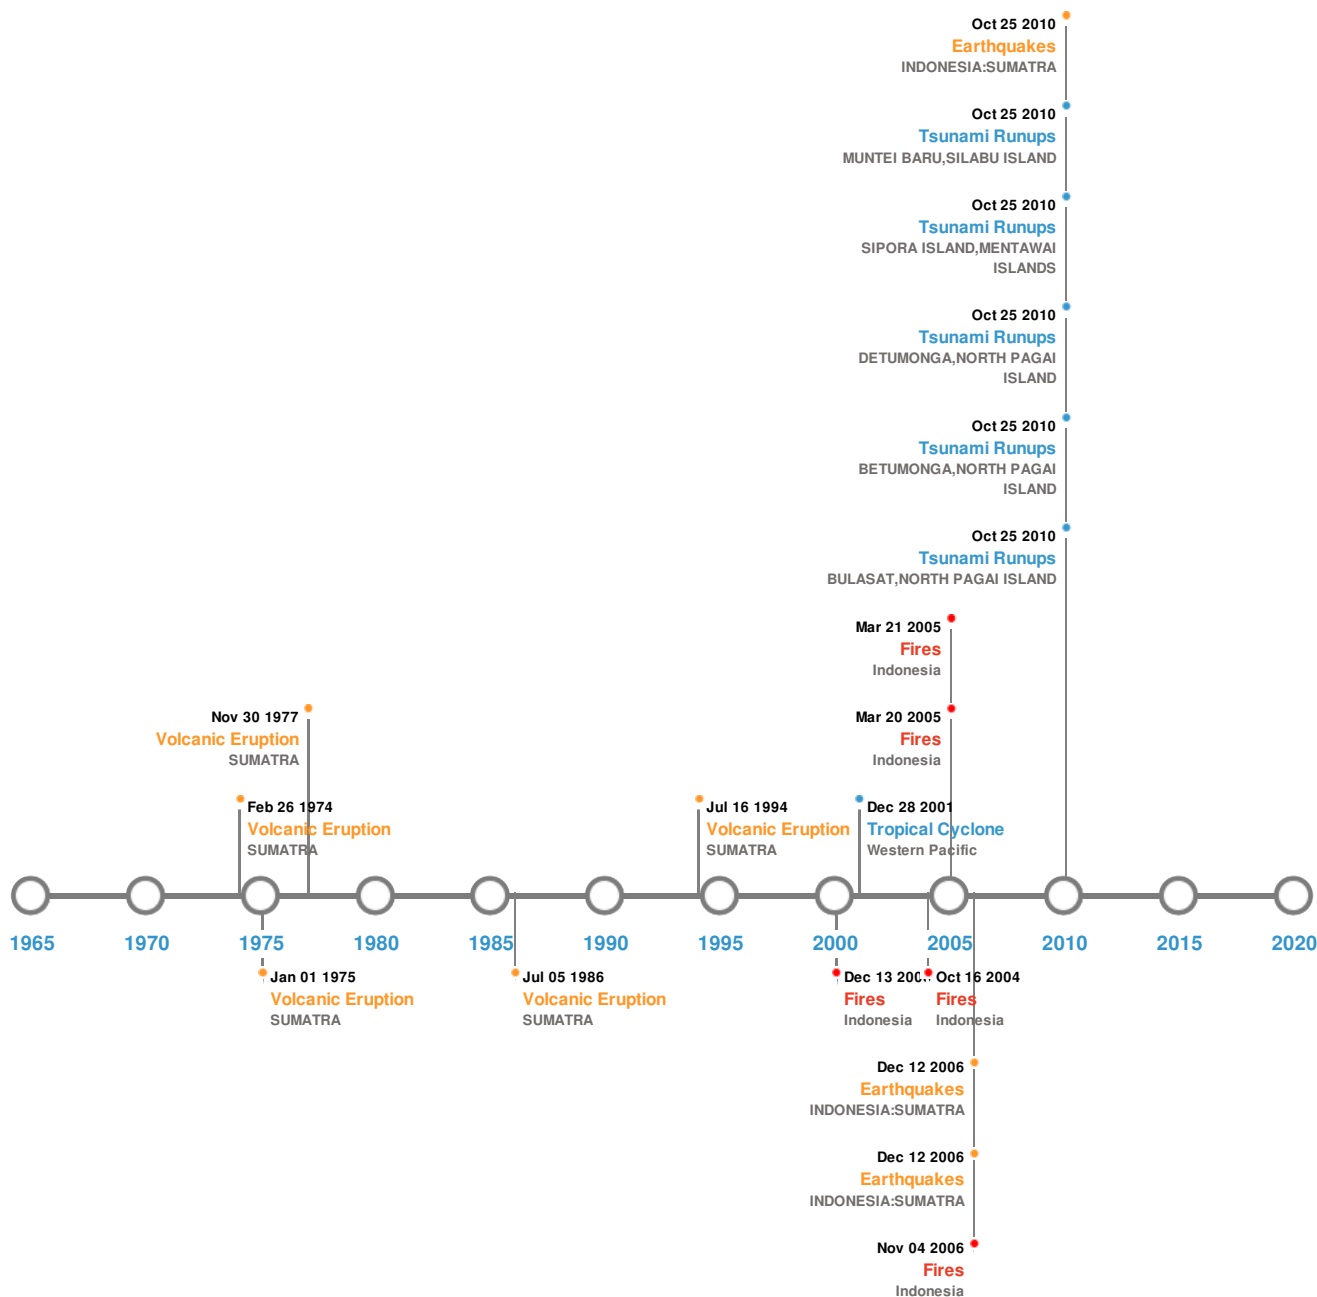 Oct 25 2010
Earthquakes
INDONESIA:SUMATRA
Oct 25 2010
Tsunami Runups
MUNTEI BARU,SILABU ISLAND
Oct 25 2010
Tsunami Runups
SIPORA ISLAND,MENTAWAI
ISLANDS
Oct 25 2010
Tsunami Runups
DETUMONGA,NORTH PAGAI
ISLAND
Oct 25 2010
Tsunami Runups
BETUMONGA,NORTH PAGAI
ISLAND
Oct 25 2010
Tsunami Runups
BULASAT,NORTH PAGAI ISLAND
Mar 21 2005
Fires
Indonesia
Nov 30 1977
Volcanic Eruption
SUMATRA
Mar 20 2005
Fires
Indonesia
Feb 26 1974
Volcanic Eruption
SUMATRA
Jul 16 1994
Volcanic Eruption
SUMATRA
Dec 28 2001
Tropical Cyclone
Western Pacific
1965 1970 1975 1980 1985 1990 1995 2000 2005 2010 2015 2020
Jan 01 1975
Volcanic Eruption
SUMATRA
Jul 05 1986
Volcanic Eruption
SUMATRA
Dec 13
Fires
Indonesia
Oct 16 2004
Fires
Indonesia
Dec 12 2006
Earthquakes
INDONESIA:SUMATRA
Dec 12 2006
Earthquakes
INDONESIA:SUMATRA
Nov 04 2006
Fires
Indonesia